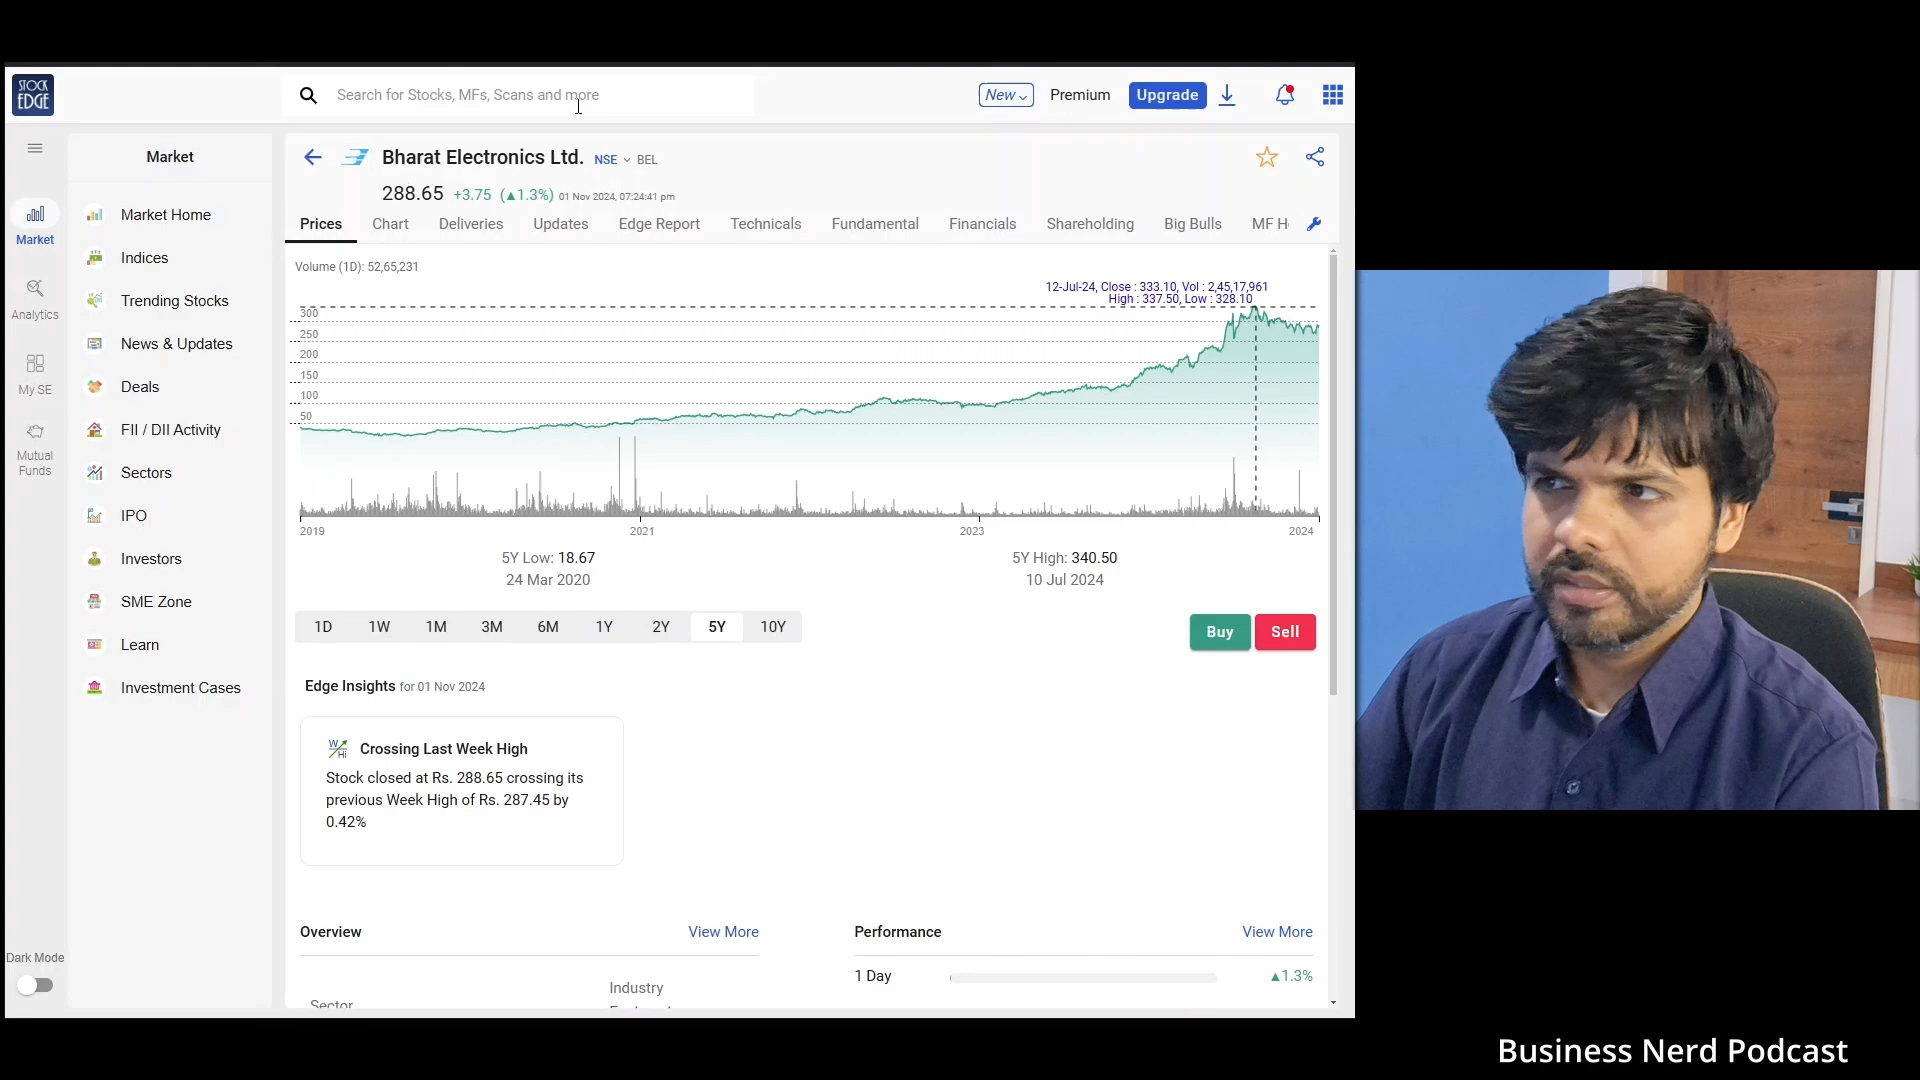 STOCK
EDGE
Search for Stocks, MFs, Scans and more
New
Premium
Upgrade
Market
Analytics
My SE
Mutual
Funds
Dark Mode
Market
Market Home
Indices
Trending Stocks
News & Updates
Deals
FII / DII Activity
Sectors
IPO
Investors
SME Zone
Learn
Investment Cases
Bharat Electronics Ltd. NSE BEL
288.65 +3.75 (▲1.3%) 01 Nov 2024, 07:24:41 pm
Prices Chart Deliveries Updates Edge Report Technicals Fundamental Financials Shareholding Big Bulls MF H
Volume (1D): 52,65,231
12-Jul-24, Close : 333.10, Vol : 2,45,17,961
High : 337.50, Low : 328.10
300
250
200
150
100
50
2019 2021 2023 2024
5Y Low: 18.67 5Y High: 340.50
24 Mar 2020 10 Jul 2024
1D 1W 1M 3M 6M 1Y 2Y 5Y 10Y
Buy Sell
Edge Insights for 01 Nov 2024
W
Hi
Crossing Last Week High
Stock closed at Rs. 288.65 crossing its
previous Week High of Rs. 287.45 by
0.42%
Overview View More
Performance View More
1 Day ▲1.3%
Industry
Sector
Business Nerd Podcast